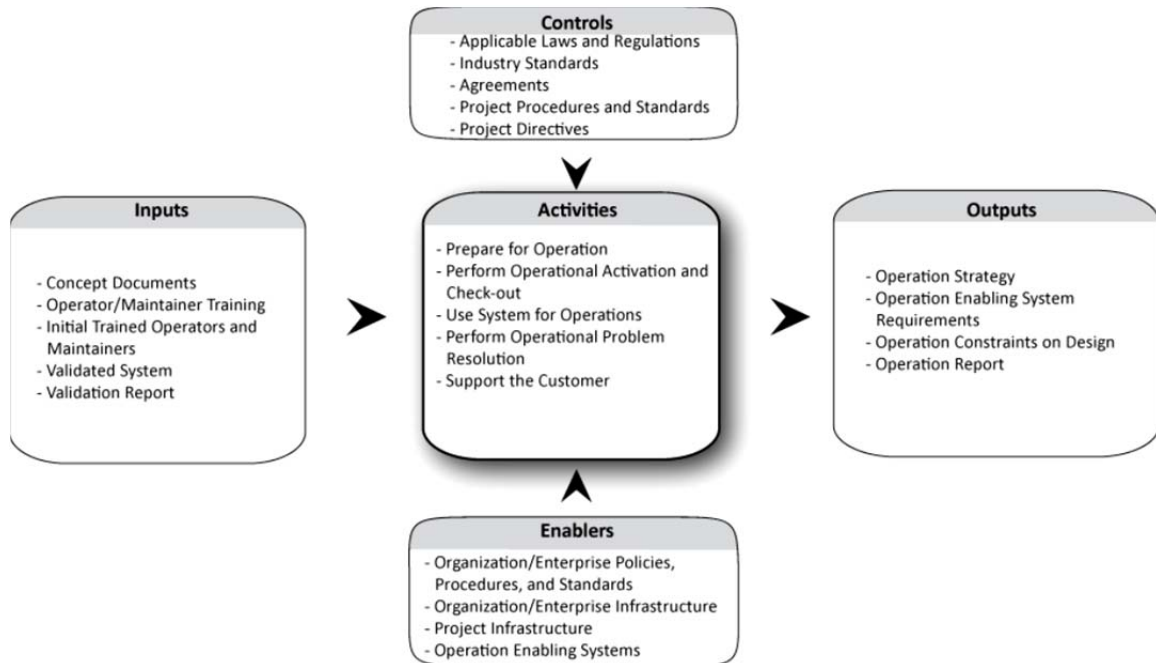 Controls
- Applicable Laws and Regulations
- Industry Standards
- Agreements
- Project Procedures and Standards
- Project Directives
Inputs
- Concept Documents
- Operator/Maintainer Training
- Initial Trained Operators and
Maintainers
- Validated System
- Validation Report
Activities
- Prepare for Operation
- Perform Operational Activation and
Check-out
- Use System for Operations
- Perform Operational Problem
Resolution
- Support the Customer
Outputs
- Operation Strategy
- Operation Enabling System
Requirements
- Operation Constraints on Design
- Operation Report
Enablers
- Organization/Enterprise Policies,
Procedures, and Standards
- Organization/Enterprise Infrastructure
- Project Infrastructure
- Operation Enabling Systems